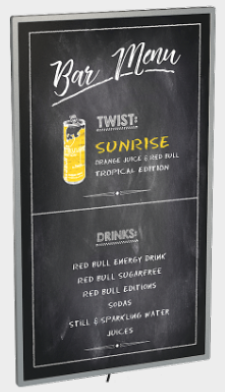 Bar Menu
TWIST:
SUNRISE
ORANGE JUICE & RED BULL
TROPICAL EDITION
DRINKS:
RED BULL ENERGY DRINK
RED BULL SUGARFREE
RED BULL EDITIONS
SODAS
STILL & SPARKLING WATER
JUICES